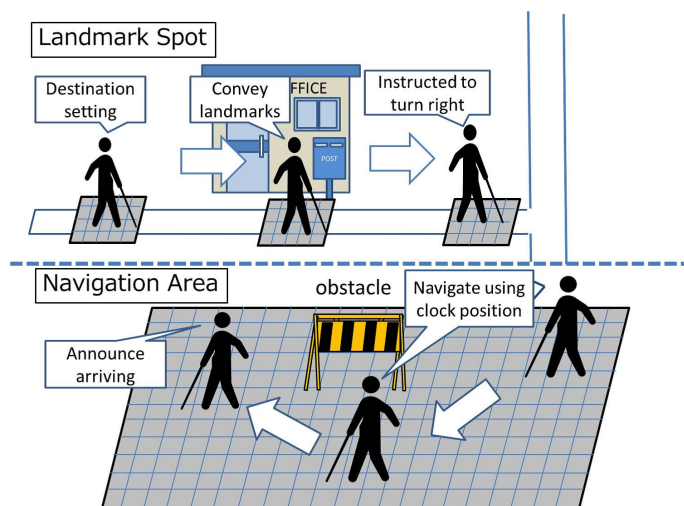 Landmark Spot
Destination
setting
Convey
landmarks
FFICE
POST
Instructed to
turn right
Navigation Area
obstacle
Navigate using
clock position
Announce
arriving